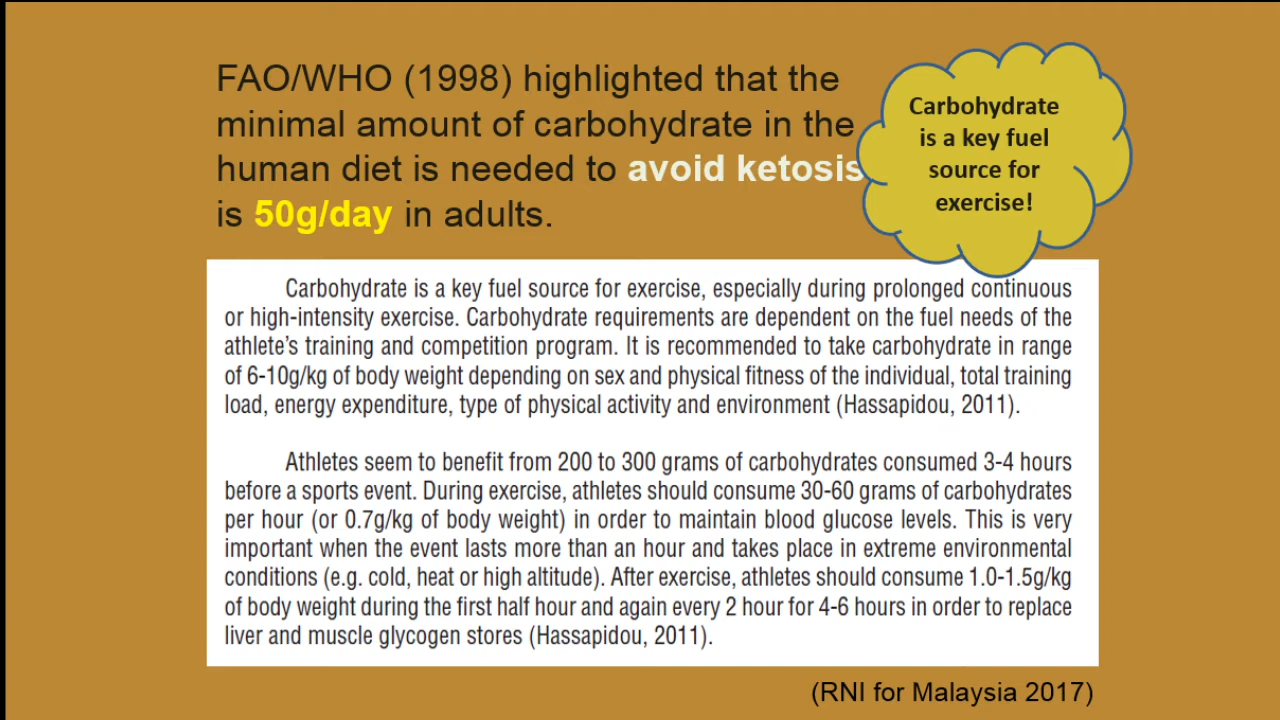 FAO/WHO (1998) highlighted that the
minimal amount of carbohydrate in the
human diet is needed to avoid ketosis
is 50g/day in adults.
Carbohydrate
is a key fuel
source for
exercise!
Carbohydrate is a key fuel source for exercise, especially during prolonged continuous
or high-intensity exercise. Carbohydrate requirements are dependent on the fuel needs of the
athlete's training and competition program. It is recommended to take carbohydrate in range
of 6-10g/kg of body weight depending on sex and physical fitness of the individual, total training
load, energy expenditure, type of physical activity and environment (Hassapidou, 2011).
Athletes seem to benefit from 200 to 300 grams of carbohydrates consumed 3-4 hours
before a sports event. During exercise, athletes should consume 30-60 grams of carbohydrates
per hour (or 0.7g/kg of body weight) in order to maintain blood glucose levels. This is very
important when the event lasts more than an hour and takes place in extreme environmental
conditions (e.g. cold, heat or high altitude). After exercise, athletes should consume 1.0-1.5g/kg
of body weight during the first half hour and again every 2 hour for 4-6 hours in order to replace
liver and muscle glycogen stores (Hassapidou, 2011).
(RNI for Malaysia 2017)